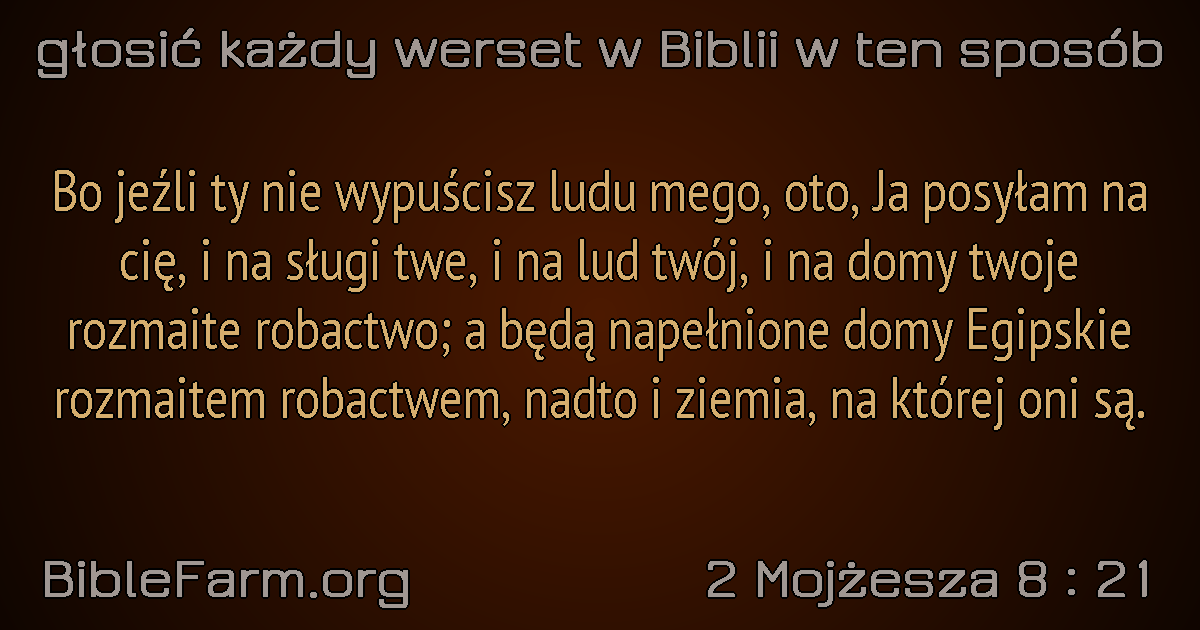 głosić każdy werset w Biblii w ten sposób
Bo jeźli ty nie wypuścisz ludu mego, oto, Ja posyłam na
cię, i na sługi twe, i na lud twój, i na domy twoje
rozmaite robactwo; a będą napełnione domy Egipskie
rozmaitem robactwem, nadto i ziemia, na której oni są.
BibleFarm.org
2 Mojżesza 8 : 21